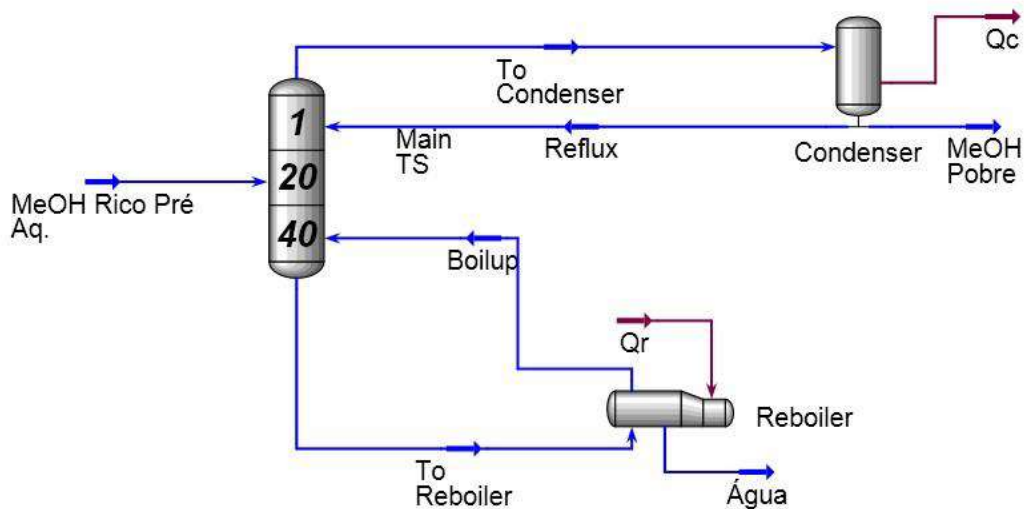 Qc
To
Condenser
1
Main
TS
Reflux
Condenser
MeOH
Pobre
20
MeOH Rico Pré
Aq.
40
Boilup
Qr
Reboiler
To
Reboiler
Água